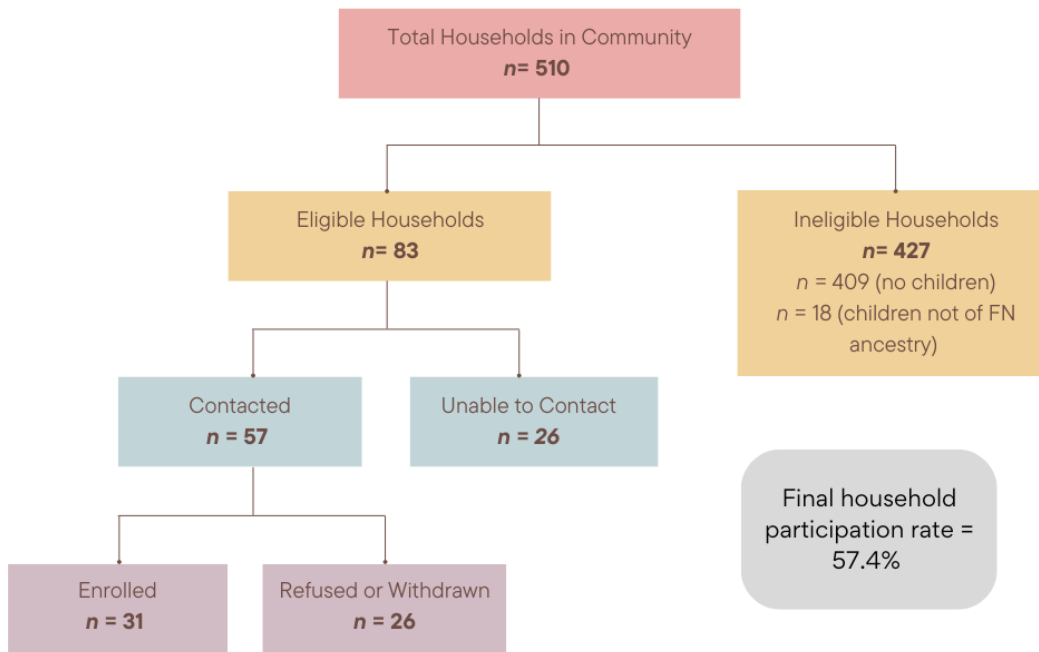 Total Households in Community
n= 510
Eligible Households
n= 83
Ineligible Households
n= 427
n = 409 (no children)
n = 18 (children not of FN
ancestry)
Contacted
n = 57
Unable to Contact
n = 26
Final household
participation rate =
57.4%
Enrolled
n = 31
Refused or Withdrawn
n = 26